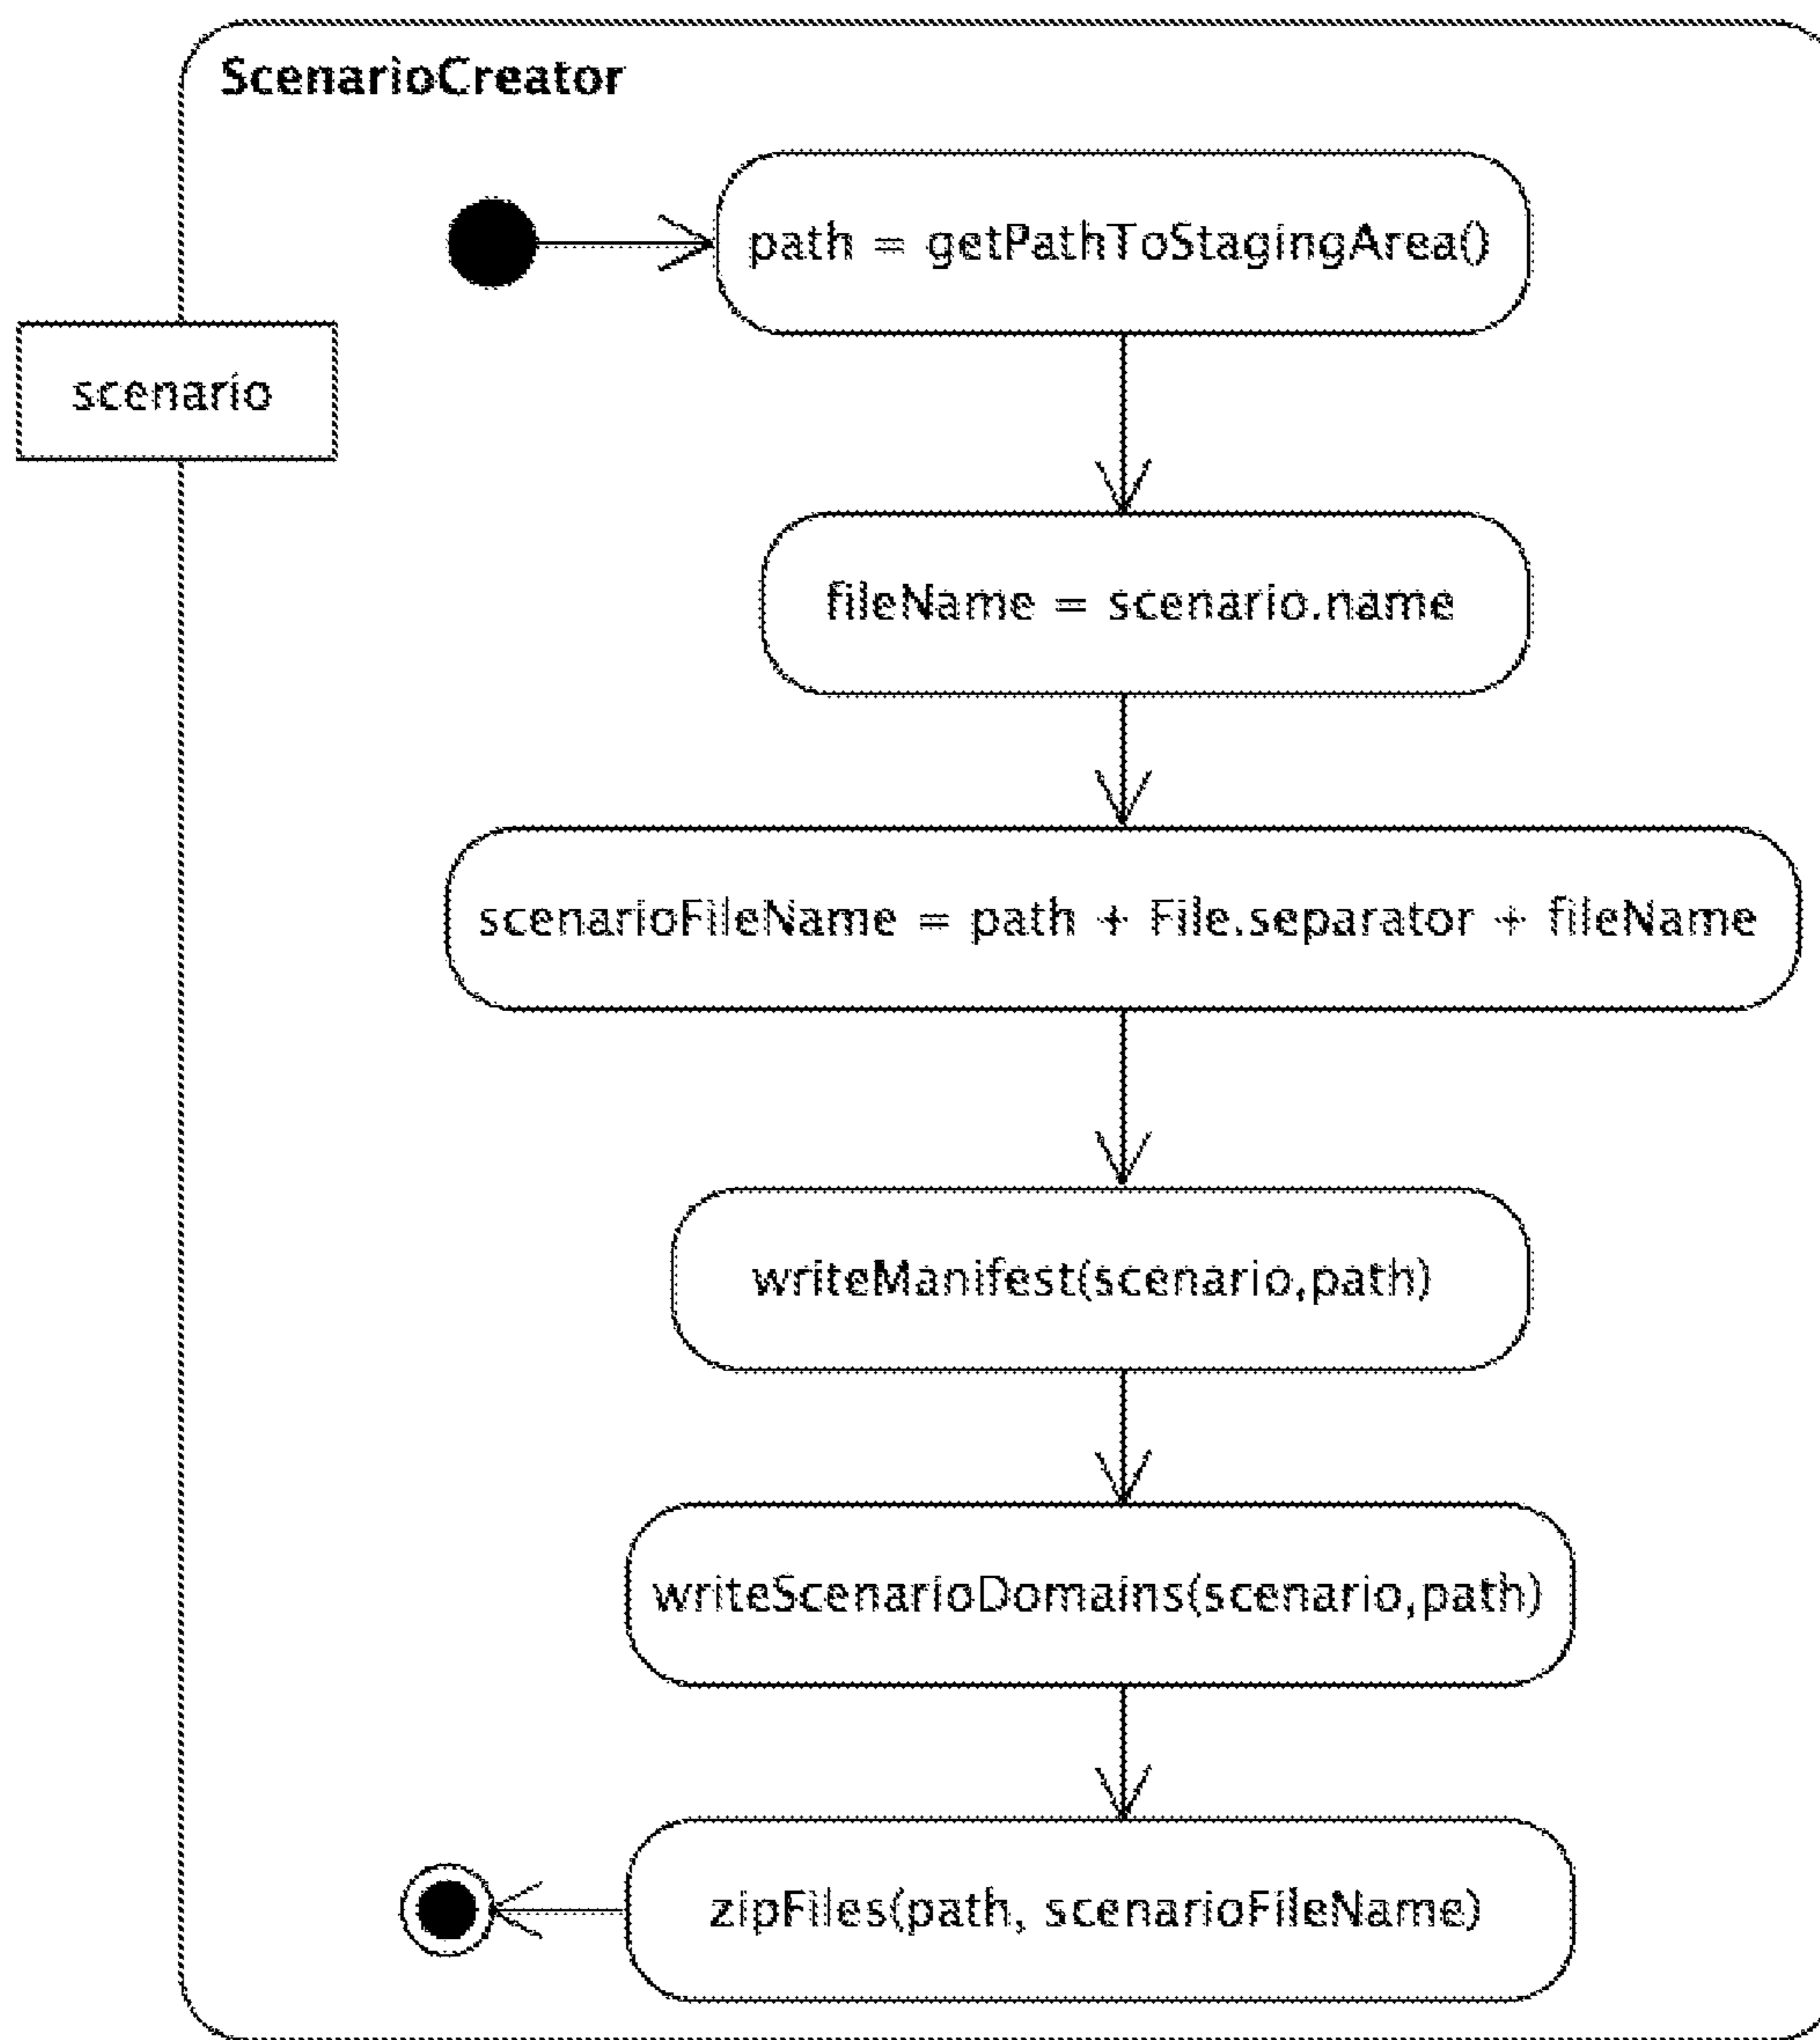 ScenarioCreator
path = getPathToStagingArea()
scenario
fileName = scenario.name
scenarioFileName = path + File.separator + fileName
writeManifest(scenario,path)
writeScenarioDomains(scenario,path)
zipFiles(path, scenarioFileName)